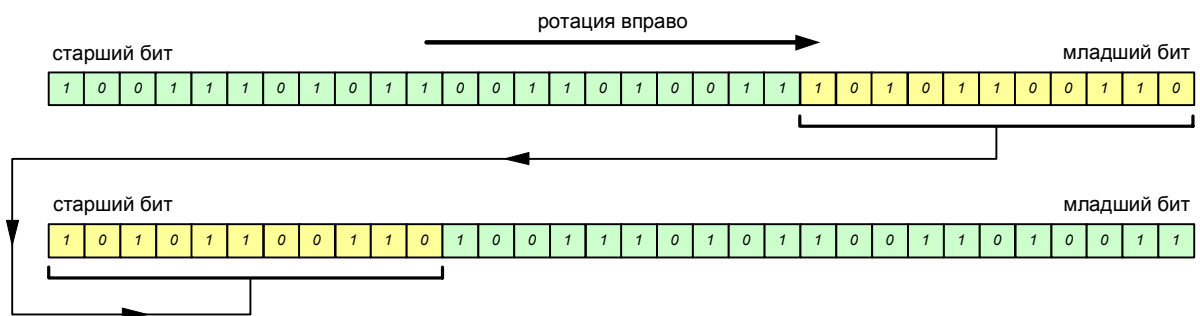 ротация вправо
старший бит младший бит
1 0 0 1 1 1 0 1 0 1 1 0 0 1 1 0 1 0 0 1 1 1 0 1 0 1 1 0 0 1 1 0
старший бит младший бит
1 0 1 0 1 1 0 0 1 1 0 1 0 0 1 1 1 0 1 0 1 1 0 0 1 1 0 1 0 0 1 1